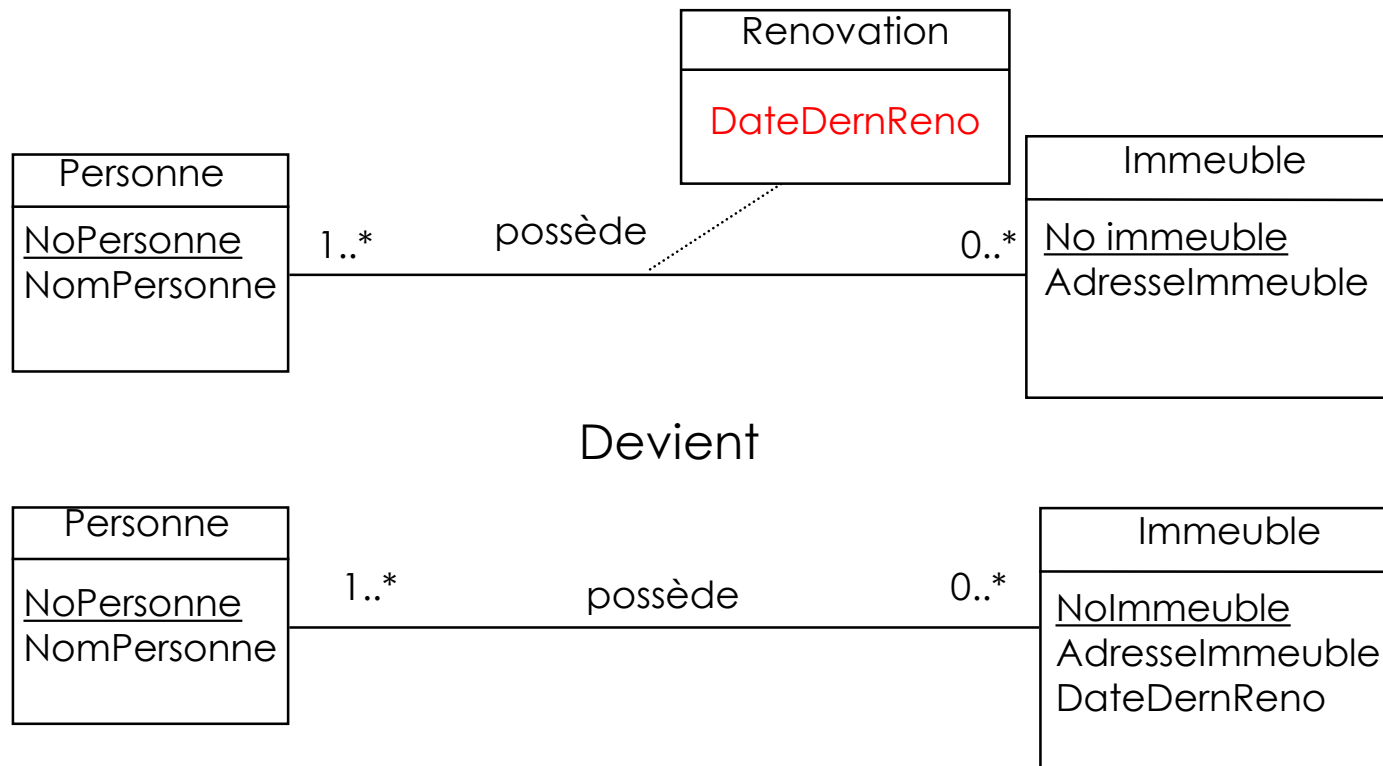 Renovation
DateDernReno
Personne
NoPersonne
NomPersonne
1..*
possède
0..*
Immeuble
No immeuble
AdresseImmeuble
Devient
Personne
NoPersonne
NomPersonne
1..*
possède
0..*
Immeuble
NoImmeuble
AdresseImmeuble
DateDernReno